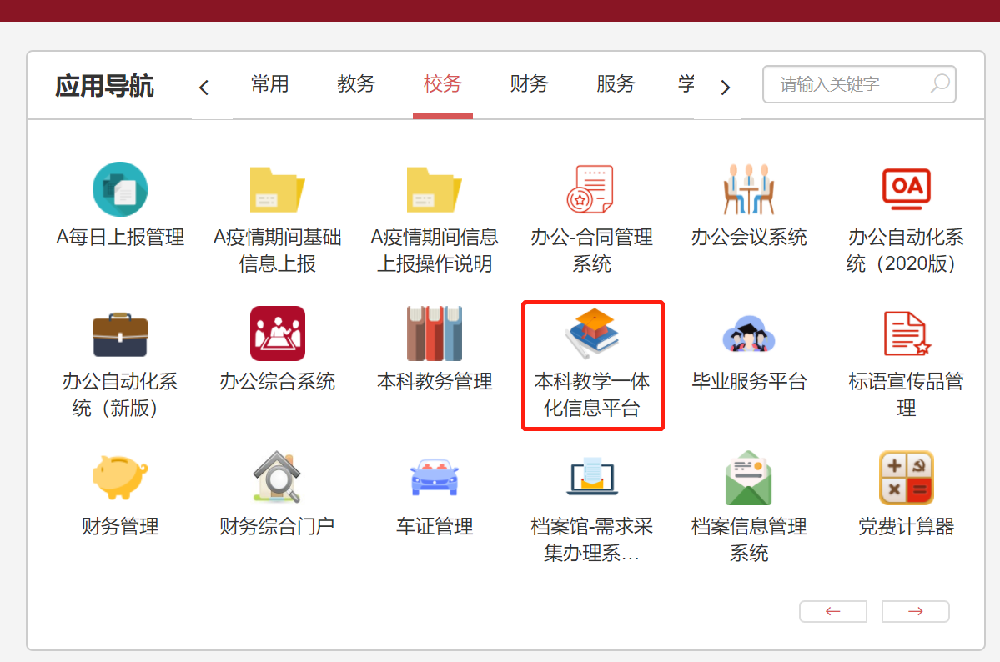 应用导航 常用 教务 校务 财务 服务 学 请输入关键字
A每日上报管理
A疫情期间基础
信息上报
A疫情期间信息
上报操作说明
办公-合同管理
系统
办公会议系统
办公自动化系
统（2020版）
办公自动化系
统（新版）
办公综合系统
本科教务管理
本科教学一体
化信息平台
毕业服务平台
标语宣传品管
理
财务管理
财务综合门户
车证管理
档案馆-需求采
集办理系...
档案信息管理
系统
党费计算器
OA